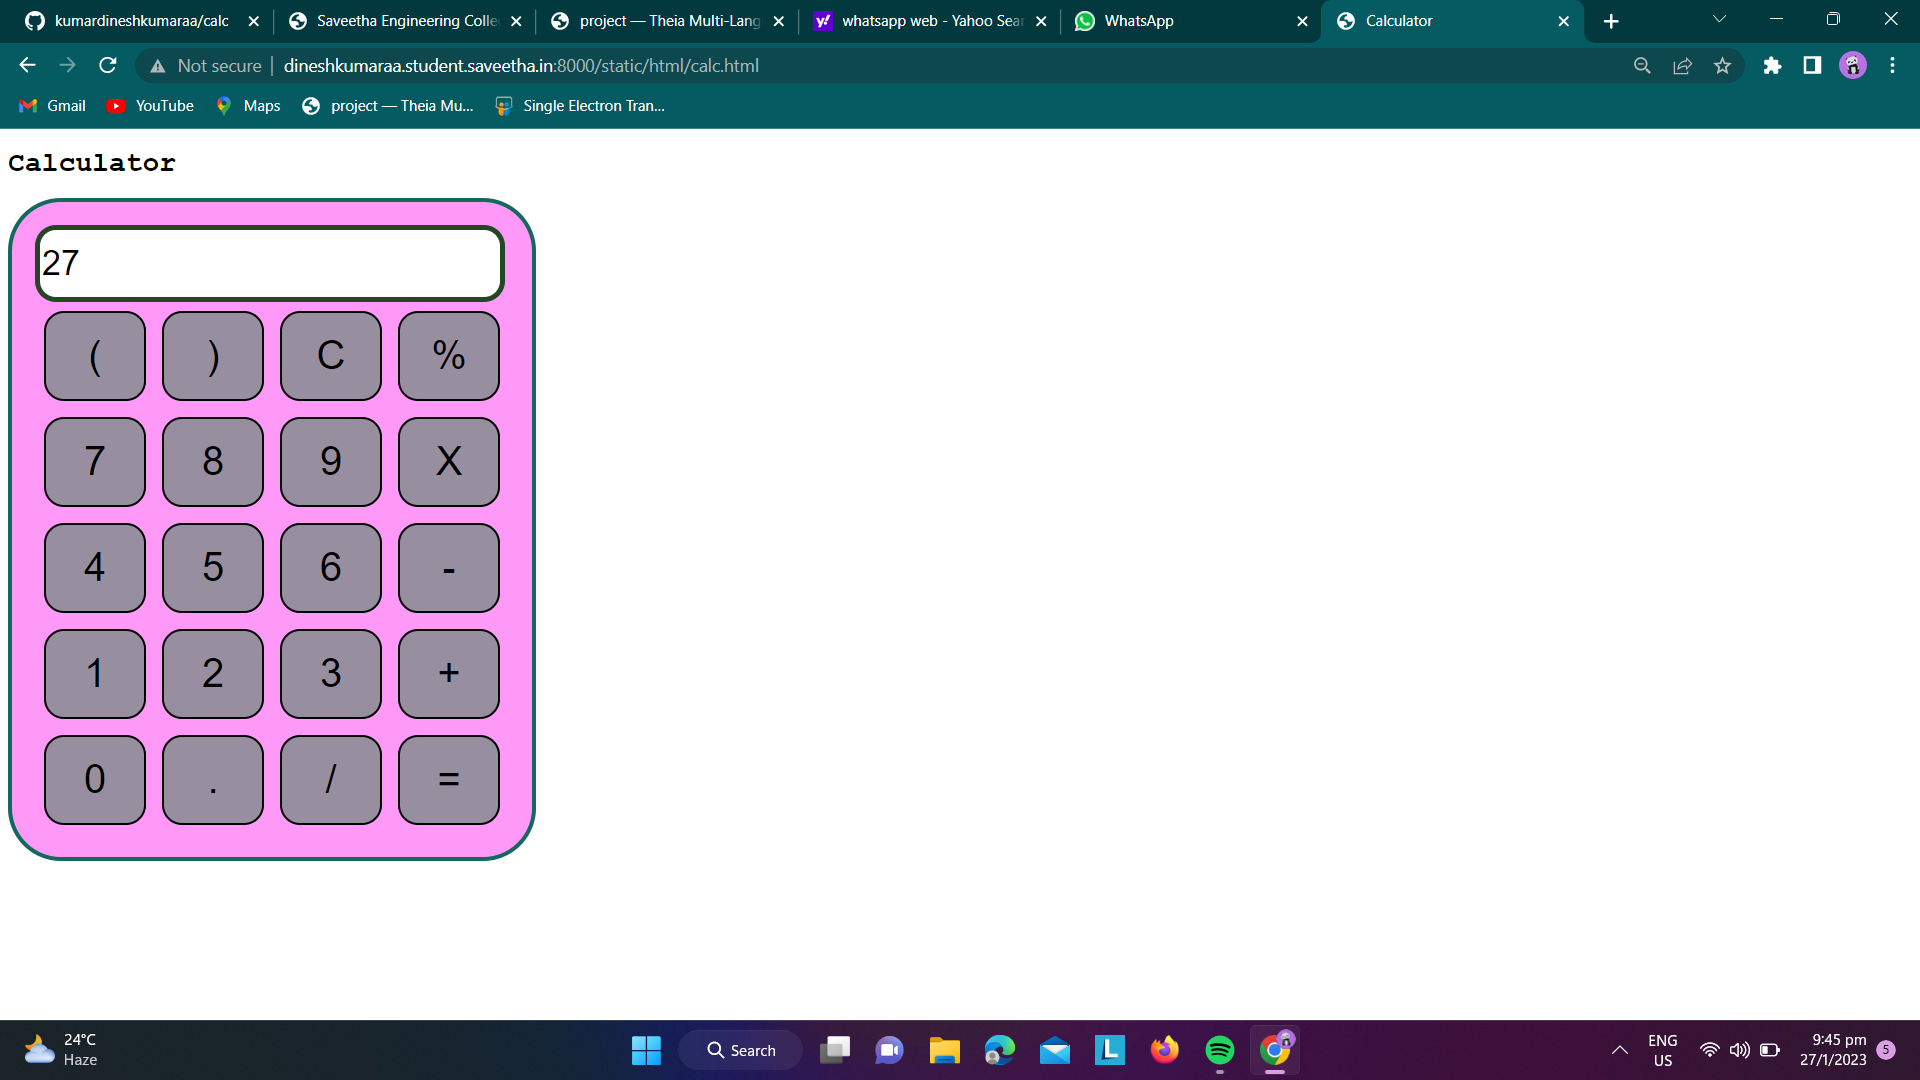 kumardineshkumaraa/calc
Saveetha Engineering Colle
project — Theia Multi-Lang
whatsapp web - Yahoo Sear
WhatsApp
Calculator
Not secure | dineshkumaraa.student.saveetha.in:8000/static/html/calc.html
Gmail
YouTube
Maps
project — Theia Mu...
Single Electron Tran...
Calculator
27
( ) C %
7 8 9 X
4 5 6 -
1 2 3 +
0 . / =
24°C
Haze
Search
ENG
US
9:45 pm
27/1/2023
5